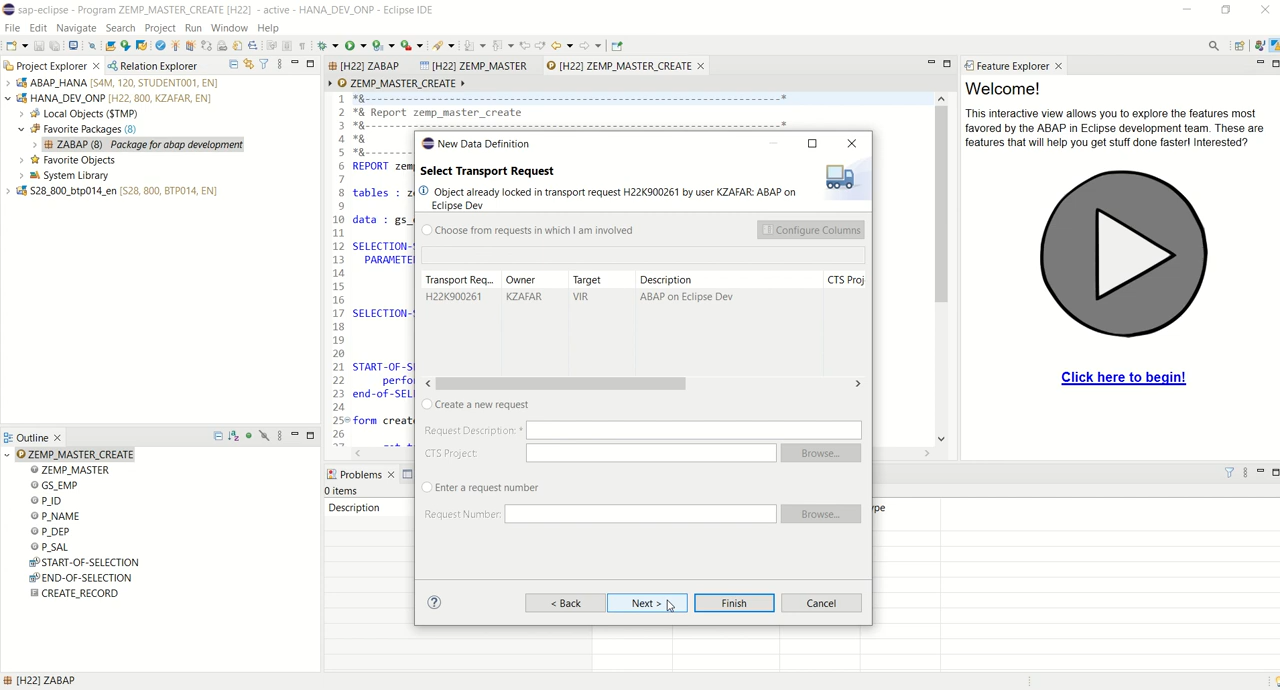 sap-eclipse - Program ZEMP_MASTER_CREATE [H22] - active - HANA_DEV_ONP - Eclipse IDE
File Edit Navigate Search Project Run Window Help
Project Explorer
Relation Explorer
ABAP_HANA [S4M, 120, STUDENT001, EN]
HANA_DEV_ONP [H22, 800, KZAFAR, EN]
Local Objects ($TMP)
Favorite Packages (8)
ZABAP (8) Package for abap development
Favorite Objects
System Library
S28_800_btp014_en [S28, 800, BTP014, EN]
Outline
ZEMP_MASTER_CREATE
ZEMP_MASTER
GS_EMP
P_ID
P_NAME
P_DEP
P_SAL
START-OF-SELECTION
END-OF-SELECTION
CREATE_RECORD
[H22] ZABAP
[H22] ZEMP_MASTER
[H22] ZEMP_MASTER_CREATE
ZEMP_MASTER_CREATE
1 *&---------------------------------------------------------------------*
2 *& Report zemp_master_create
3 *&---------------------------------------------------------------------*
4 *&
5 *&------
6 REPORT zem
7
8 tables : z
9
10 data : gs_
11
12 SELECTION-
13 PARAMETE
14
15
16
17 SELECTION-
18
19
20
21 START-OF-S
22 perfo
23 end-of-SEL
24
25 form creat
26
New Data Definition
Select Transport Request
Object already locked in transport request H22K900261 by user KZAFAR: ABAP on
Eclipse Dev
Choose from requests in which I am involved
Configure Columns
Transport Req... Owner Target Description CTS Proj
H22K900261 KZAFAR VIR ABAP on Eclipse Dev
Create a new request
Request Description: *
CTS Project:
Browse...
Enter a request number
Request Number:
Browse...
< Back
Next >
Finish
Cancel
Problems
0 items
Description
ype
Feature Explorer
Welcome!
This interactive view allows you to explore the features most
favored by the ABAP in Eclipse development team. These are
features that will help you get stuff done faster! Interested?
Click here to begin!
[H22] ZABAP